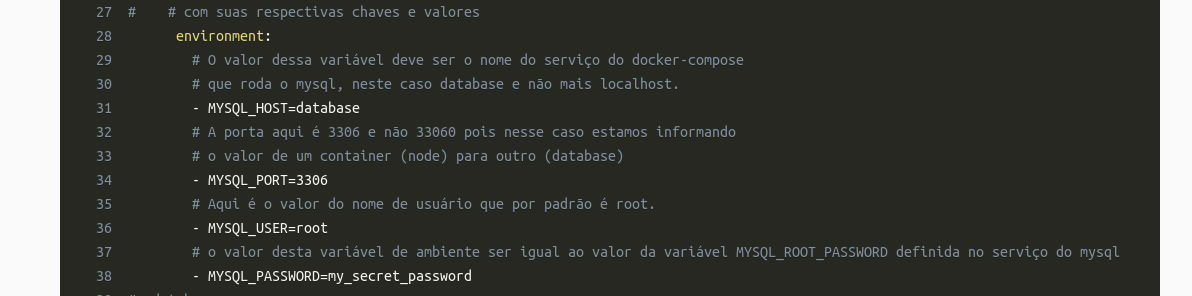 27 #    # com suas respectivas chaves e valores
28       environment:
29         # O valor dessa variável deve ser o nome do serviço do docker-compose
30         # que roda o mysql, neste caso database e não mais localhost.
31         - MYSQL_HOST=database
32         # A porta aqui é 3306 e não 33060 pois nesse caso estamos informando
33         # o valor de um container (node) para outro (database)
34         - MYSQL_PORT=3306
35         # Aqui é o valor do nome de usuário que por padrão é root.
36         - MYSQL_USER=root
37         # o valor desta variável de ambiente ser igual ao valor da variável MYSQL_ROOT_PASSWORD definida no serviço do mysql
38         - MYSQL_PASSWORD=my_secret_password